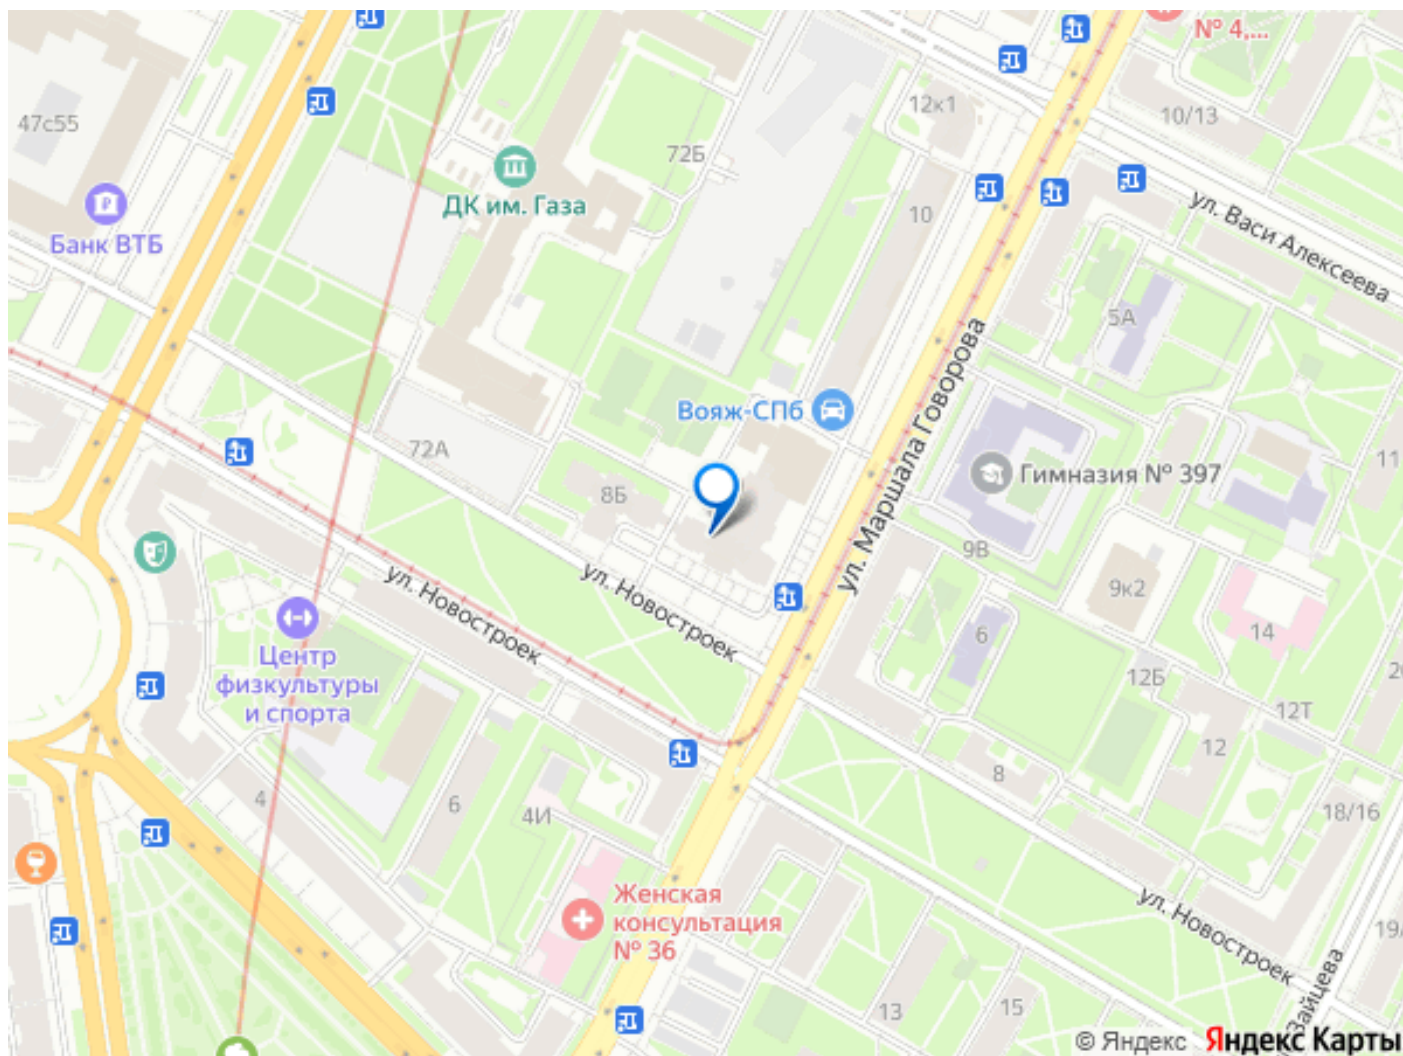 № 4,...
12к1
10/13
47с55
72Б
ДК им. Газа
Банк ВТБ
10
ул. Васи Алексеева
5А
ул. Маршала Говорова
Вояж-СПб
72А
8Б
Гимназия № 397
11
9В
9к2
14
6
ул. Новостроек
ул. Новостроек
Центр
физкультуры
и спорта
12Б
12Т
12
8
18/16
4
6
4И
Женская
консультация
№ 36
ул. Новостроек
13
15
Зайцева
© Яндекс Яндекс Карты